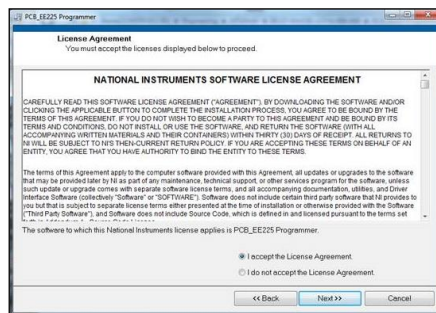 PCB_EE225 Programmer
License Agreement
You must accept the licenses displayed below to proceed.
NATIONAL INSTRUMENTS SOFTWARE LICENSE AGREEMENT
CAREFULLY READ THIS SOFTWARE LICENSE AGREEMENT ("AGREEMENT"). BY DOWNLOADING THE SOFTWARE AND/OR
CLICKING THE APPLICABLE BUTTON TO COMPLETE THE INSTALLATION PROCESS, YOU AGREE TO BE BOUND BY THE
TERMS OF THIS AGREEMENT. IF YOU DO NOT WISH TO BECOME A PARTY TO THIS AGREEMENT AND BE BOUND BY ITS
TERMS AND CONDITIONS, DO NOT INSTALL OR USE THE SOFTWARE, AND RETURN THE SOFTWARE (WITH ALL
ACCOMPANYING WRITTEN MATERIALS AND THEIR CONTAINERS) WITHIN THIRTY (30) DAYS OF RECEIPT. ALL RETURNS TO
NI WILL BE SUBJECT TO NI'S THEN-CURRENT RETURN POLICY. IF YOU ARE ACCEPTING THESE TERMS ON BEHALF OF AN
ENTITY, YOU AGREE THAT YOU HAVE AUTHORITY TO BIND THE ENTITY TO THESE TERMS.
The terms of this Agreement apply to the computer software provided with this Agreement, all updates or upgrades to the software
that may be provided later by NI as part of any maintenance, technical support, or other services program for the software, unless
such update or upgrade comes with separate software license terms, and all accompanying documentation, utilities, and Driver
Interface Software (collectively "Software" or "SOFTWARE"). Software does not include certain third party software that NI provides to
you but that is subject to separate license terms either presented at the time of installation or otherwise provided with the Software
("Third Party Software"); and Software does not include Source Code, which is defined in and licensed pursuant to the terms set
The software to which this National Instruments license applies is PCB_EE225 Programmer.
I accept the License Agreement.
I do not accept the License Agreement.
<< Back
Next >>
Cancel